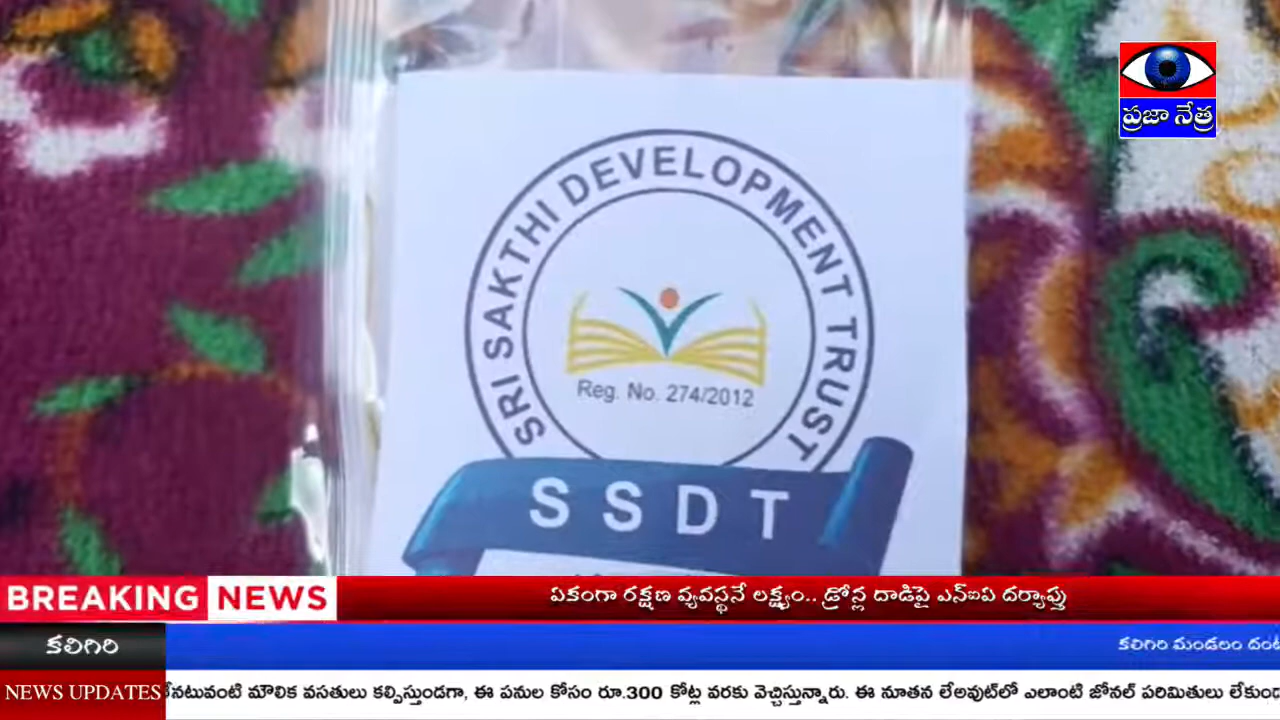 ప్రజా నేత్ర
SRI SAKTHI DEVELOPMENT TRUST
Reg. No. 274/2012
SSDT
BREAKING NEWS
ఏకంగా రక్షణ వ్యవస్థనే లక్ష్యం.. డ్రోన్ల దాడిపై ఎన్ఐఏ దర్యాప్తు
కలిగిరి
కలిగిరి మండలం
NEWS UPDATES
మౌలిక వసతులు కల్పిస్తుండగా, ఈ పనుల కోసం రూ.300 కోట్ల వరకు వెచ్చిస్తున్నారు. ఈ నూతన లేఅవుట్‌లో ఎలాంటి జోనల్ పరిమితులు